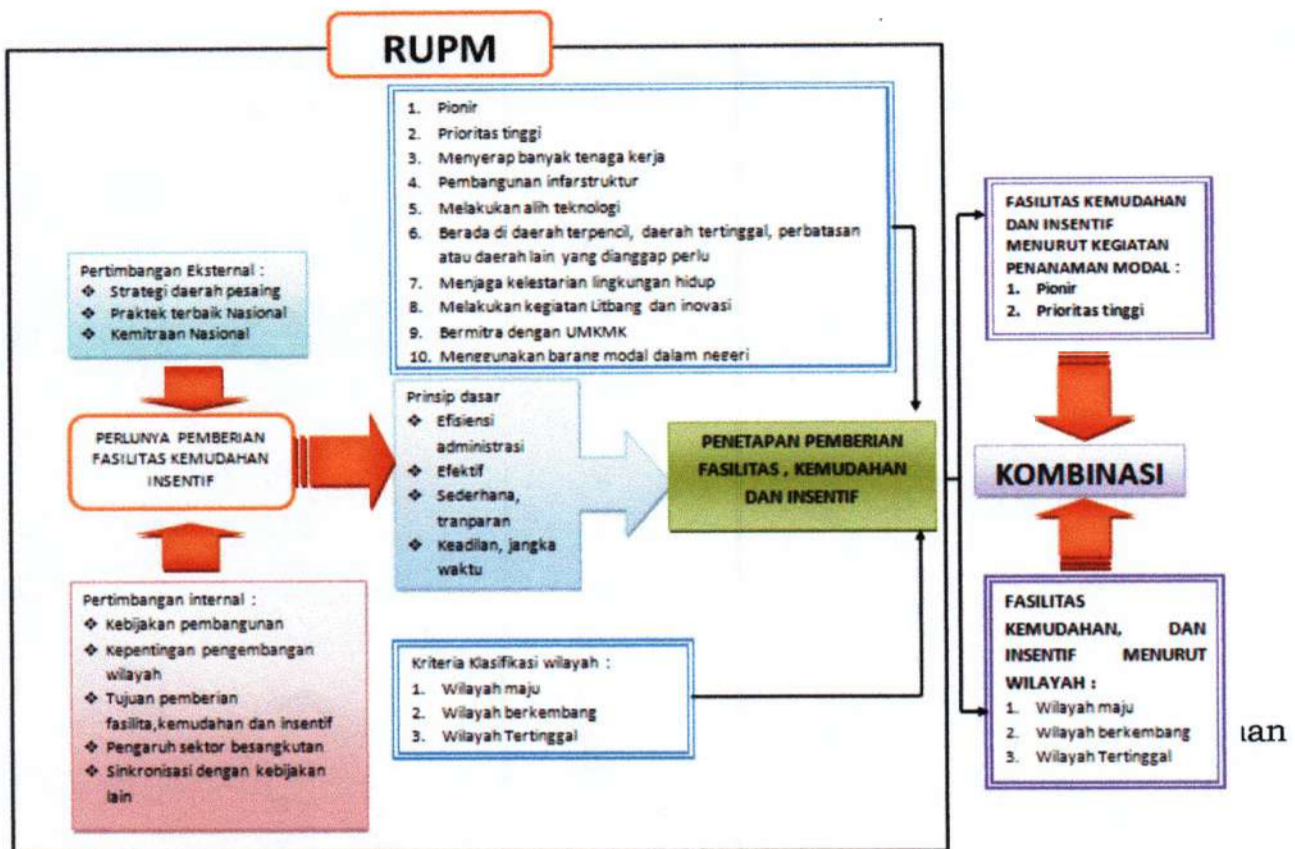 RUPM
1. Pionir
2. Prioritas tinggi
3. Menyerap banyak tenaga kerja
4. Pembangunan infarstruktur
5. Melakukan alih teknologi
6. Berada di daerah terpencil, daerah tertinggal, perbatasan
atau daerah lain yang dianggap perlu
7. Menjaga kelestarian lingkungan hidup
8. Melakukan kegiatan Litbang dan inovasi
9. Bermitra dengan UMKMK
10. Menggunakan barang modal dalam negeri
Pertimbangan Eksternal :
❖ Strategi daerah pesaing
❖ Praktek terbaik Nasional
❖ Kemitraan Nasional
PERLUNYA PEMBERIAN
FASILITAS KEMUDAHAN
INSENTIF
Pertimbangan internal :
❖ Kebijakan pembangunan
❖ Kepentingan pengembangan
wilayah
❖ Tujuan pemberian
fasilita,kemudahan dan insentif
❖ Pengaruh sektor besangkutan
❖ Sinkronisasi dengan kebijakan
lain
Prinsip dasar
❖ Efisiensi
administrasi
❖ Efektif
❖ Sederhana,
tranparan
❖ Keadilan, jangka
waktu
Kriteria Klasifikasi wilayah :
1. Wilayah maju
2. Wilayah berkembang
3. Wilayah Tertinggal
PENETAPAN PEMBERIAN
FASILITAS , KEMUDAHAN
DAN INSENTIF
FASILITAS KEMUDAHAN
DAN INSENTIF
MENURUT KEGIATAN
PENANAMAN MODAL :
1. Pionir
2. Prioritas tinggi
KOMBINASI
FASILITAS
KEMUDAHAN, DAN
INSENTIF MENURUT
WILAYAH :
1. Wilayah maju
2. Wilayah berkembang
3. Wilayah Tertinggal